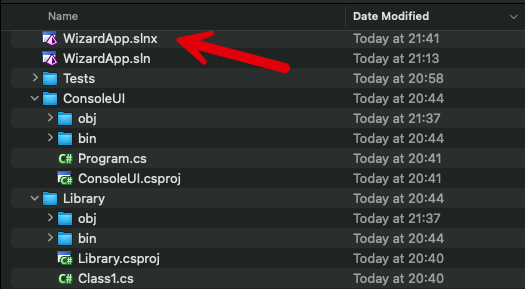 Name Date Modified
WizardApp.slnx Today at 21:41
WizardApp.sln Today at 21:13
Tests Today at 20:58
ConsoleUI Today at 20:44
obj Today at 21:37
bin Today at 20:44
C# Program.cs Today at 20:41
C# ConsoleUI.csproj Today at 20:41
Library Today at 20:44
obj Today at 21:37
bin Today at 20:44
C# Library.csproj Today at 20:40
C# Class1.cs Today at 20:40